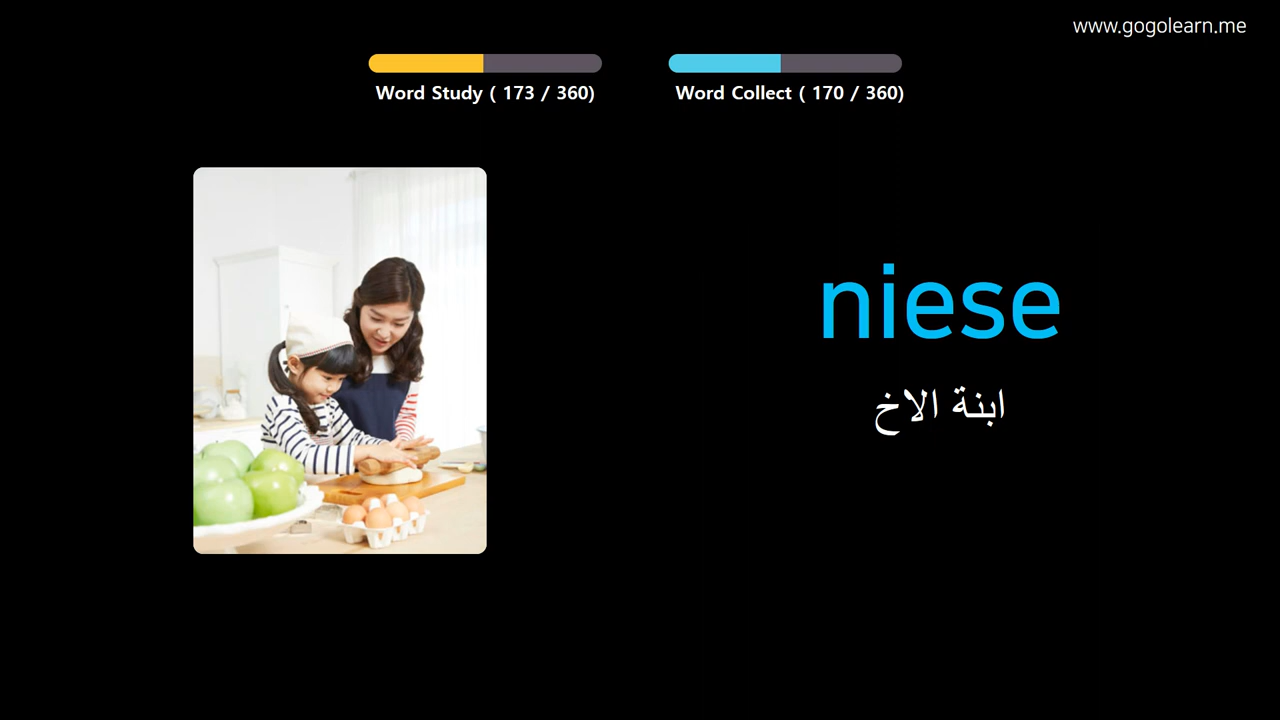 www.gogolearn.me
Word Study ( 173 / 360)
Word Collect ( 170 / 360)
niese
ابنة الاخ